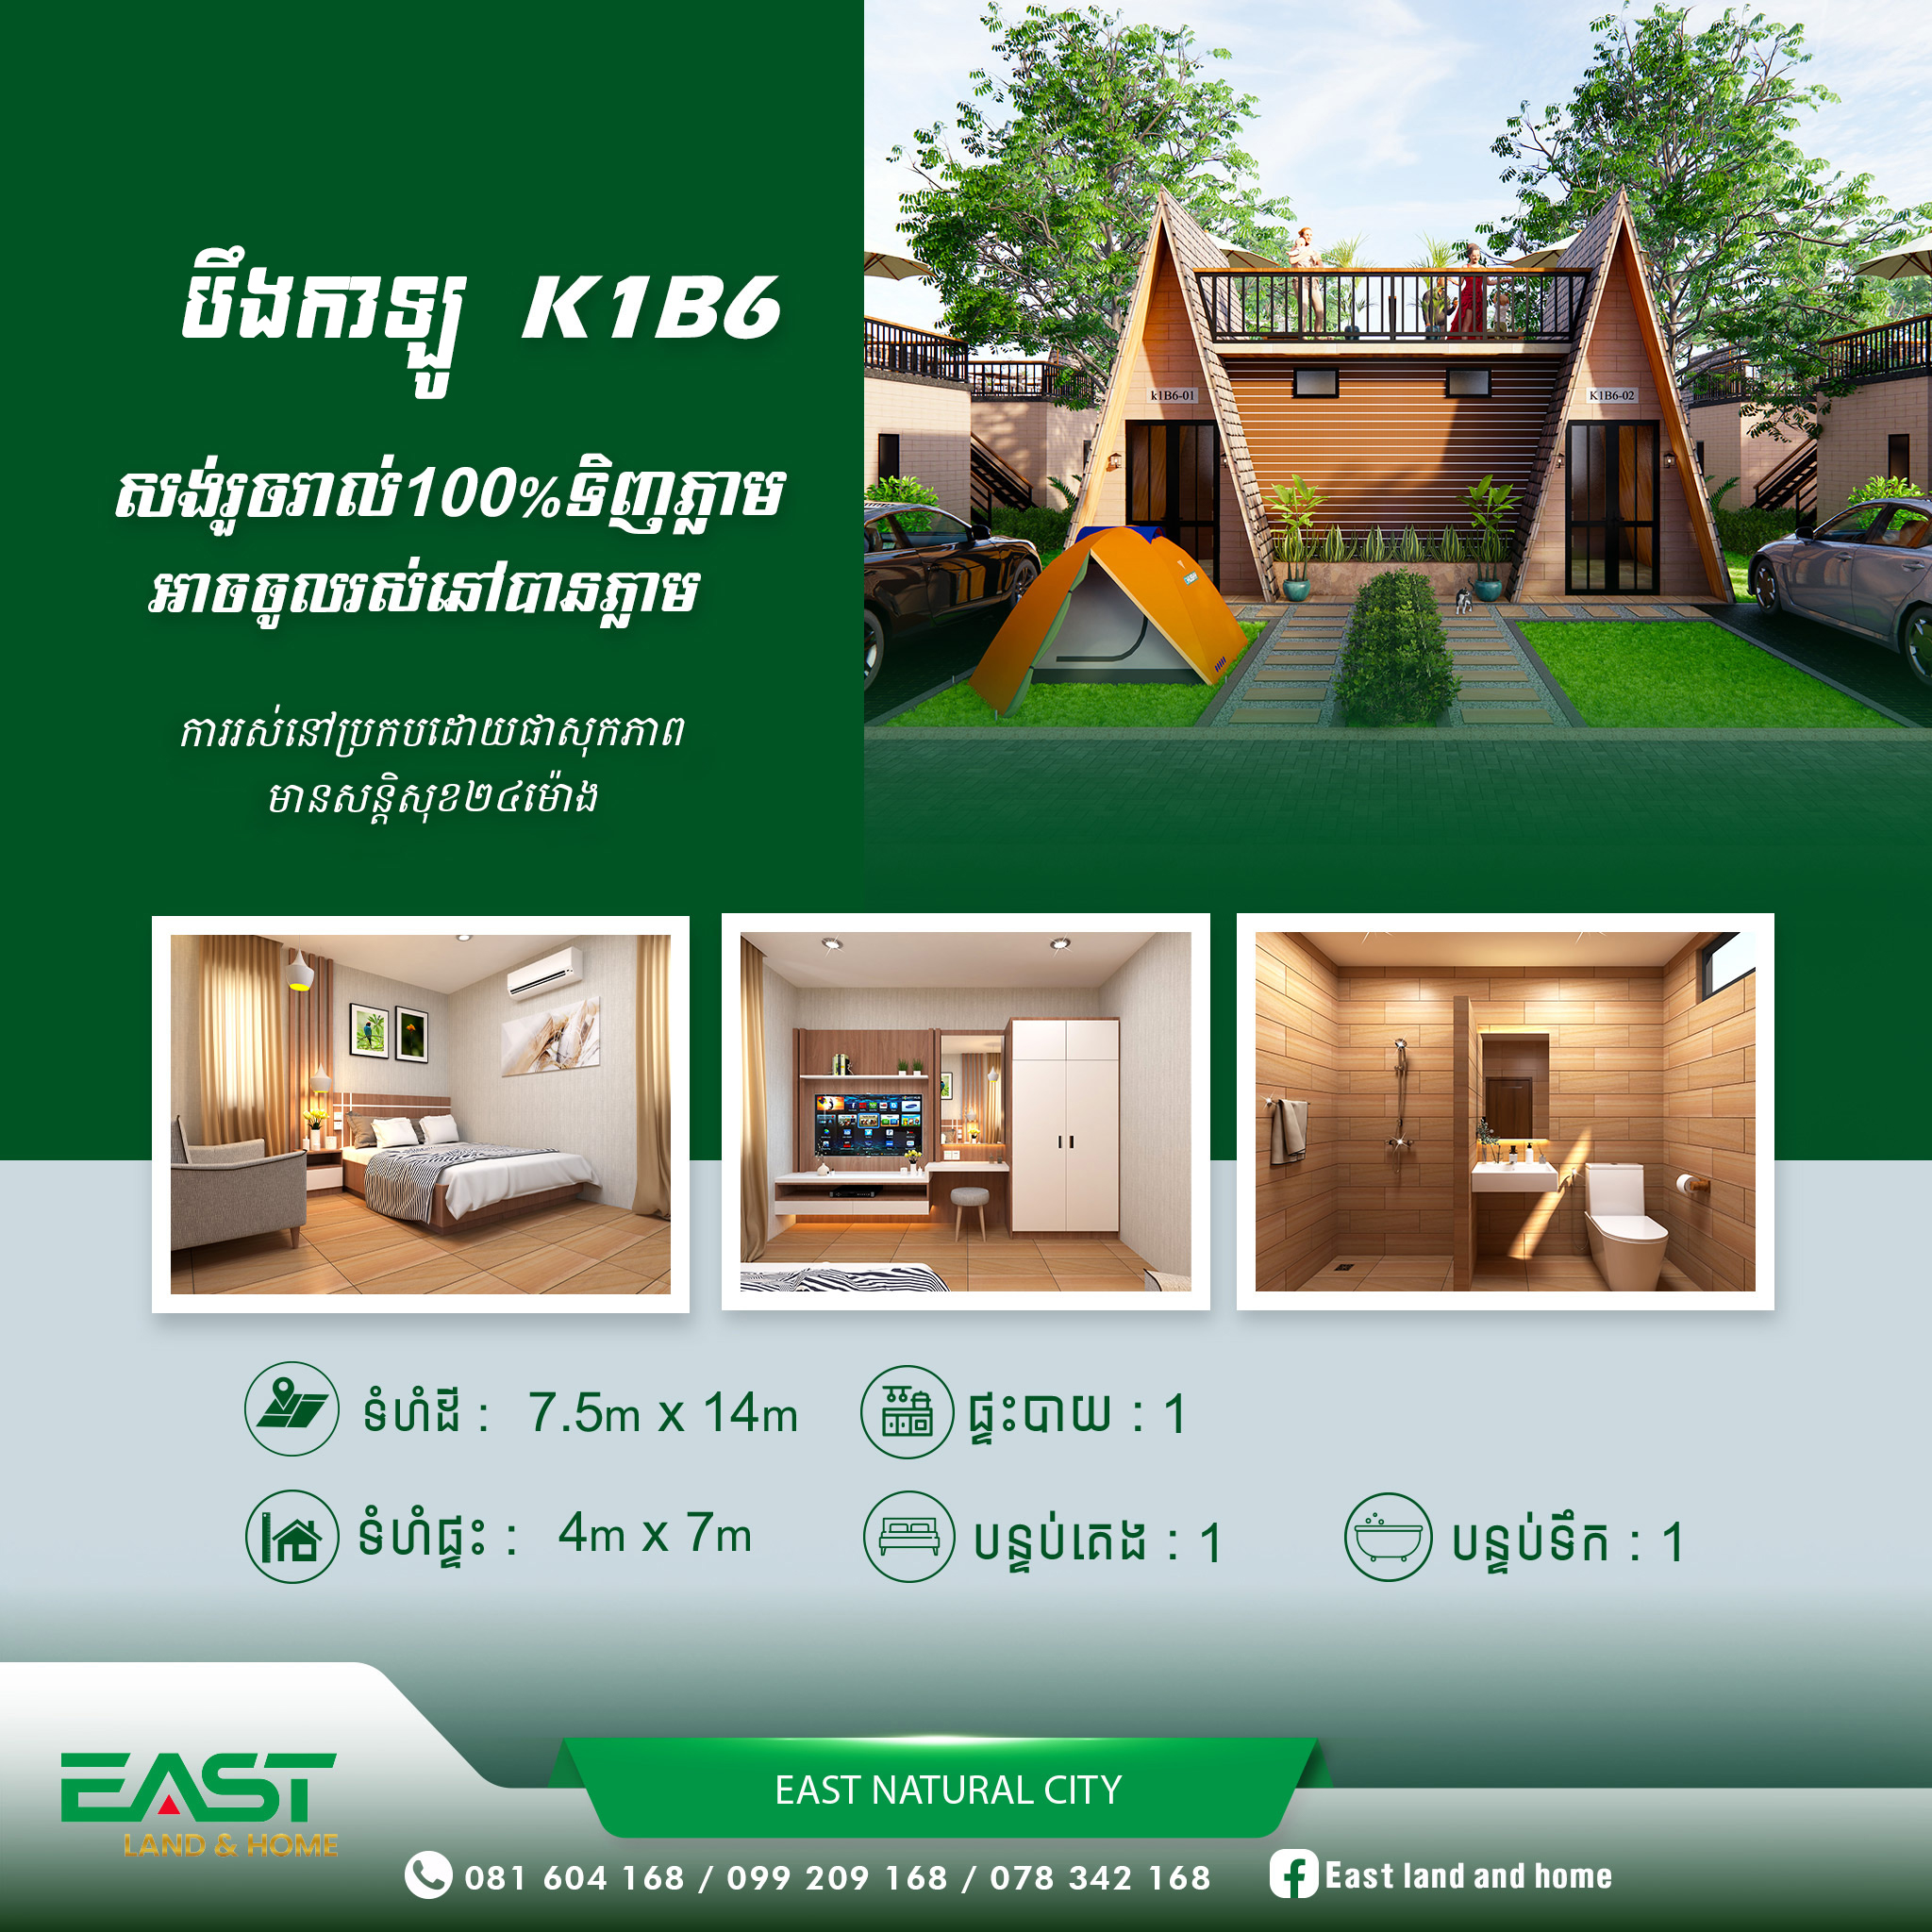 បឹងកាឡូ K1B6
សង់រួចរាល់100%ទិញភ្លាម
អាចចូលរស់នៅបានភ្លាម
ការរស់នៅប្រកបដោយផាសុកភាព
មានសន្តិសុខ២៤ម៉ោង
k1B6-01
K1B6-02
ទំហំដី : 7.5m x 14m
ផ្ទះបាយ : 1
ទំហំផ្ទះ : 4m x 7m
បន្ទប់គេង : 1
បន្ទប់ទឹក : 1
EAST
LAND & HOME
EAST NATURAL CITY
081 604 168 / 099 209 168 / 078 342 168
East land and home